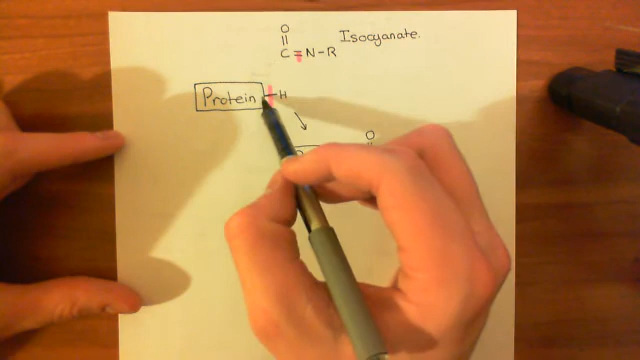 O
C=N-R Isocyanate.
Protein -H
O